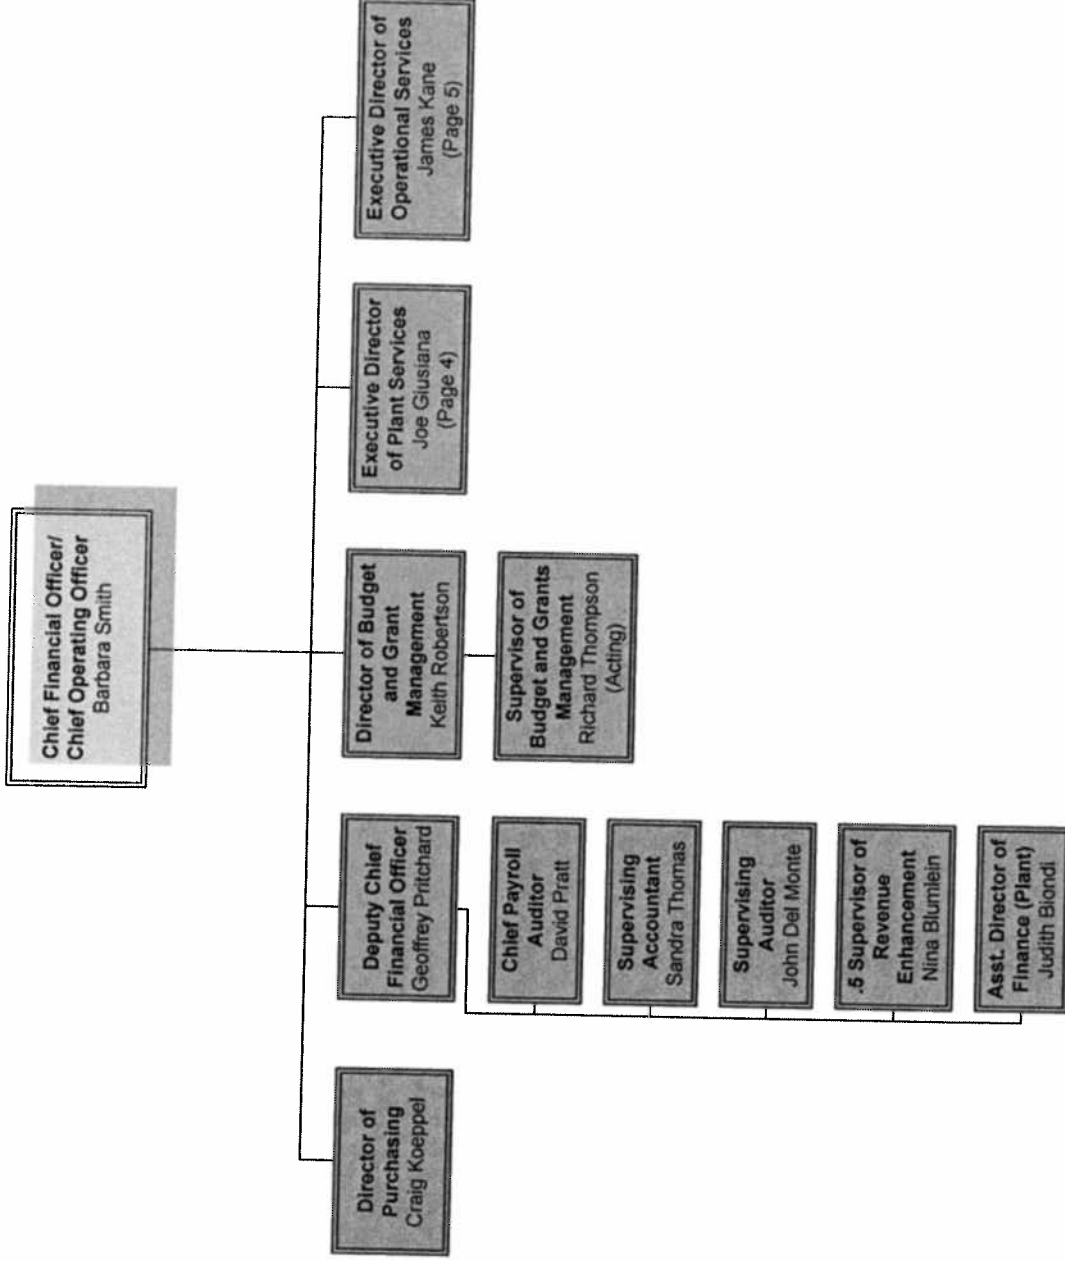 Chief Financial Officer/
Chief Operating Officer
Barbara Smith
Director of
Purchasing
Craig Koeppel
Deputy Chief
Financial Officer
Geoffrey Pritchard
Director of Budget
and Grant
Management
Keith Robertson
Executive Director
of Plant Services
Joe Giusiana
(Page 4)
Executive Director of
Operational Services
James Kane
(Page 5)
Chief Payroll
Auditor
David Pratt
Supervising
Accountant
Sandra Thomas
Supervising
Auditor
John Del Monte
.5 Supervisor of
Revenue
Enhancement
Nina Blumlein
Asst. Director of
Finance (Plant)
Judith Biondi
Supervisor of
Budget and Grants
Management
Richard Thompson
(Acting)